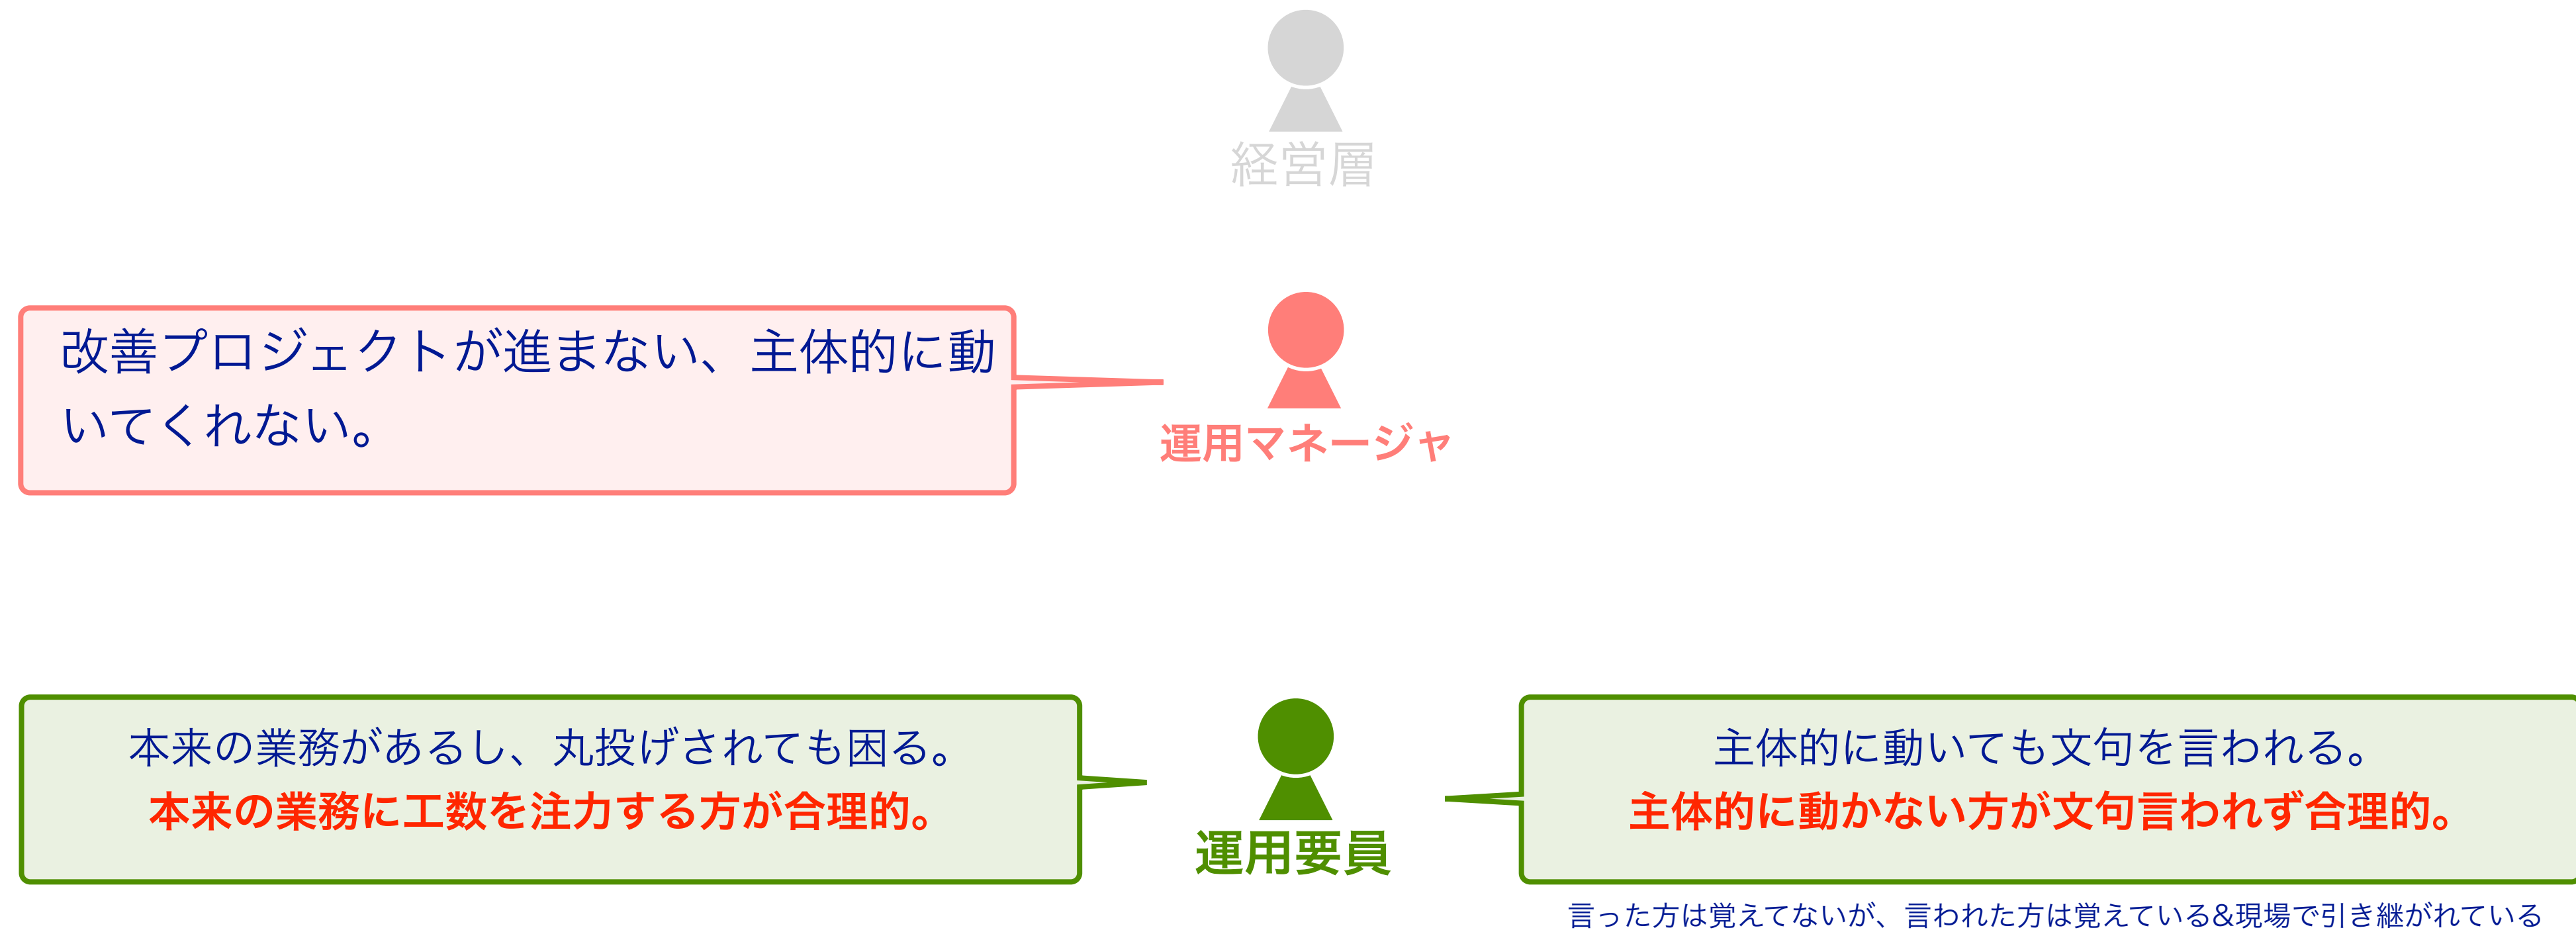 経営層
改善プロジェクトが進まない、主体的に動
いてくれない。
運用マネージャ
本来の業務があるし、丸投げされても困る。
本来の業務に工数を注力する方が合理的。
運用要員
主体的に動いても文句を言われる。
主体的に動かない方が文句言われず合理的。
言った方は覚えてないが、言われた方は覚えている&現場で引き継がれている